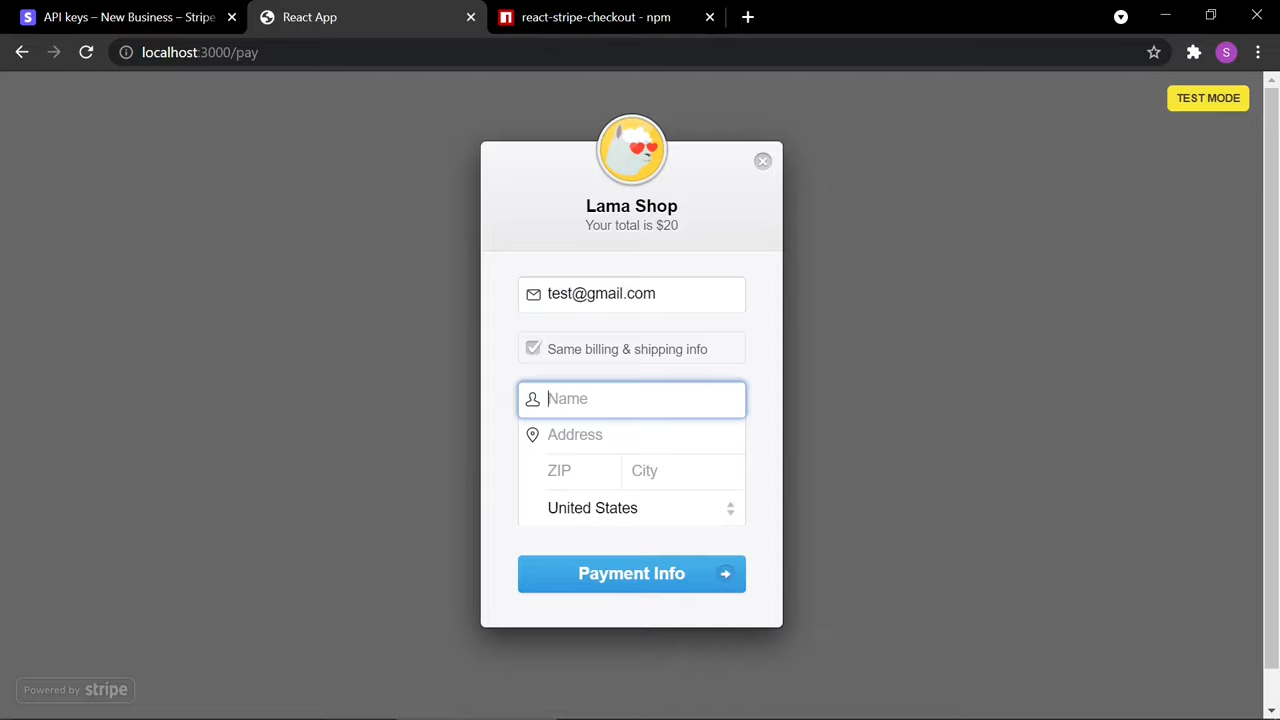 API keys – New Business – Stripe
React App
react-stripe-checkout - npm
localhost:3000/pay
S
TEST MODE
Lama Shop
Your total is $20
test@gmail.com
Same billing & shipping info
Name
Address
ZIP City
United States
Payment Info
Powered by stripe